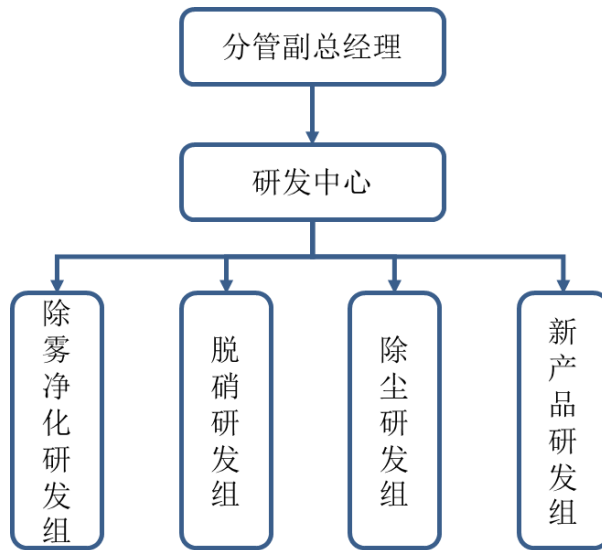 分管副总经理
研发中心
除雾净化研发组
脱硝研发组
除尘研发组
新产品研发组